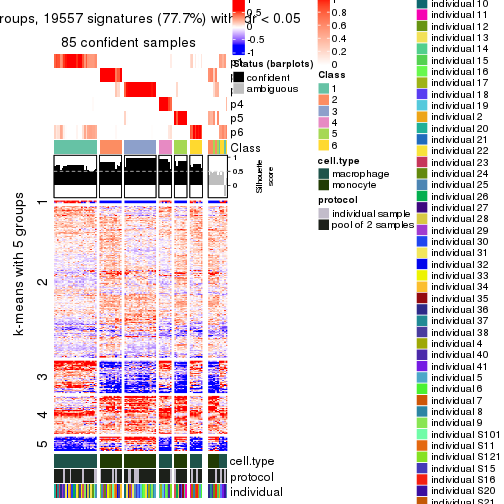 roups, 19557 signatures (77.7%) with
or < 0.05
85 confident samples
p4
p5
p6
Class
1
0.5
0
Silhouette
score
k-means with 5 groups
1
2
3
4
5
cell.type
protocol
individual
0.5
0
-0.5
-1
Status (barplots)
confident
ambiguous
1
0.8
0.6
0.4
0.2
0
Class
1
2
3
4
5
6
cell.type
macrophage
monocyte
protocol
individual sample
pool of 2 samples
individual 10
individual 11
individual 12
individual 13
individual 14
individual 15
individual 16
individual 17
individual 18
individual 19
individual 2
individual 20
individual 21
individual 22
individual 23
individual 24
individual 25
individual 26
individual 27
individual 28
individual 29
individual 30
individual 31
individual 32
individual 33
individual 34
individual 35
individual 36
individual 37
individual 38
individual 4
individual 40
individual 41
individual 5
individual 6
individual 7
individual 8
individual 9
individual S101
individual S11
individual S121
individual S15
individual S16
individual S20
individual S21